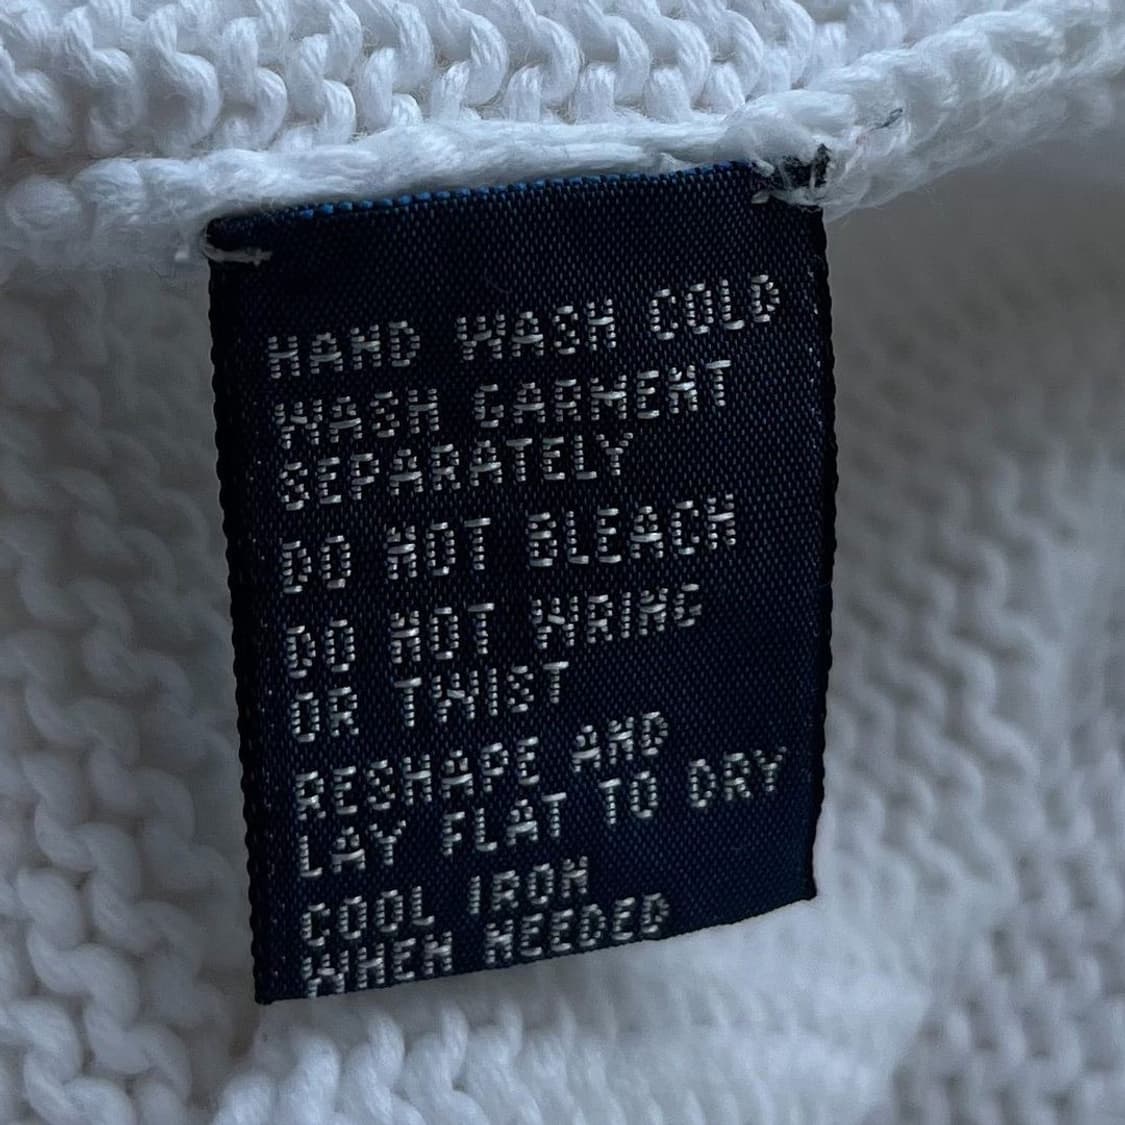 HAND WASH COLD
WASH GARMENT
SEPARATELY
DO NOT BLEACH
DO NOT WRING
OR TWIST
RESHAPE AND
LAY FLAT TO DRY
COOL IRON
WHEN NEEDED